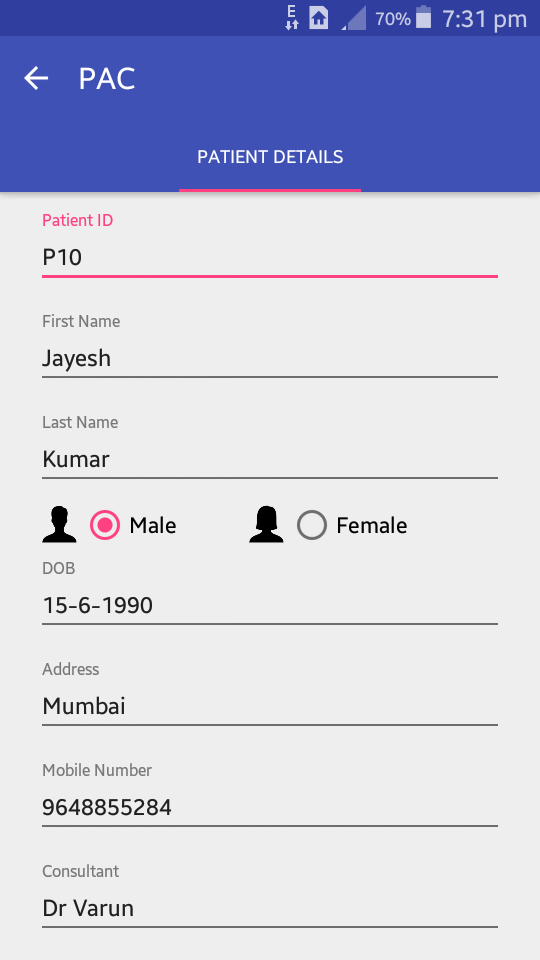 E 70% 7:31 pm
PAC
PATIENT DETAILS
Patient ID
P10
First Name
Jayesh
Last Name
Kumar
Male Female
DOB
15-6-1990
Address
Mumbai
Mobile Number
9648855284
Consultant
Dr Varun